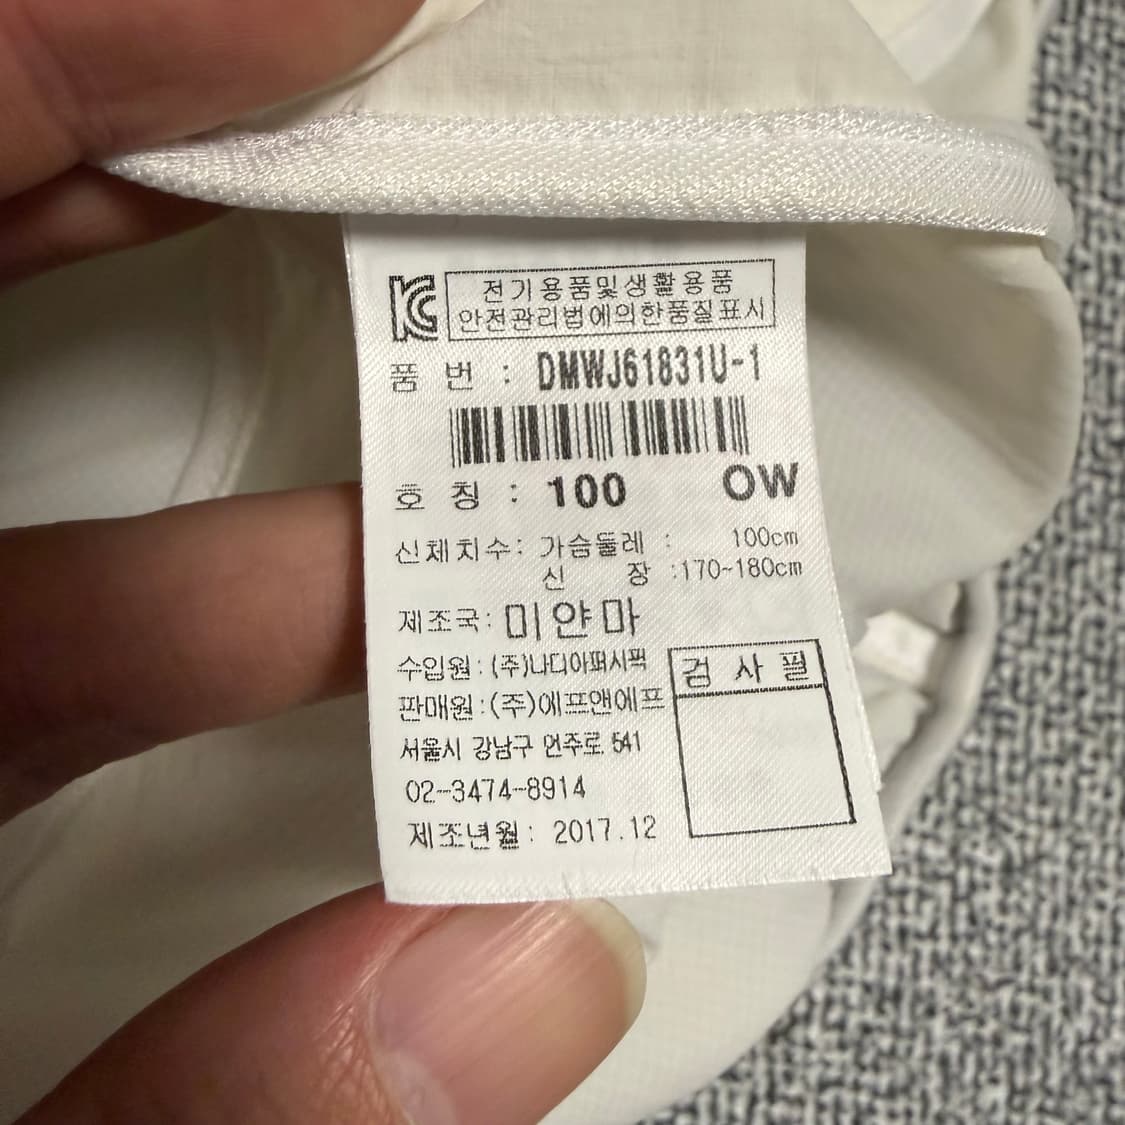 KC 전기용품및생활용품
안전관리법에의한품질표시
품 번 : DMWJ61831U-1
호 칭 : 100 OW
신체치수: 가슴둘레 : 100cm
신 장 :170~180cm
제조국: 미얀마
수입원:(주)나디아퍼시픽
판매원:(주)에프앤에프
서울시 강남구 언주로 541
02-3474-8914
제조년월: 2017.12
검 사 필